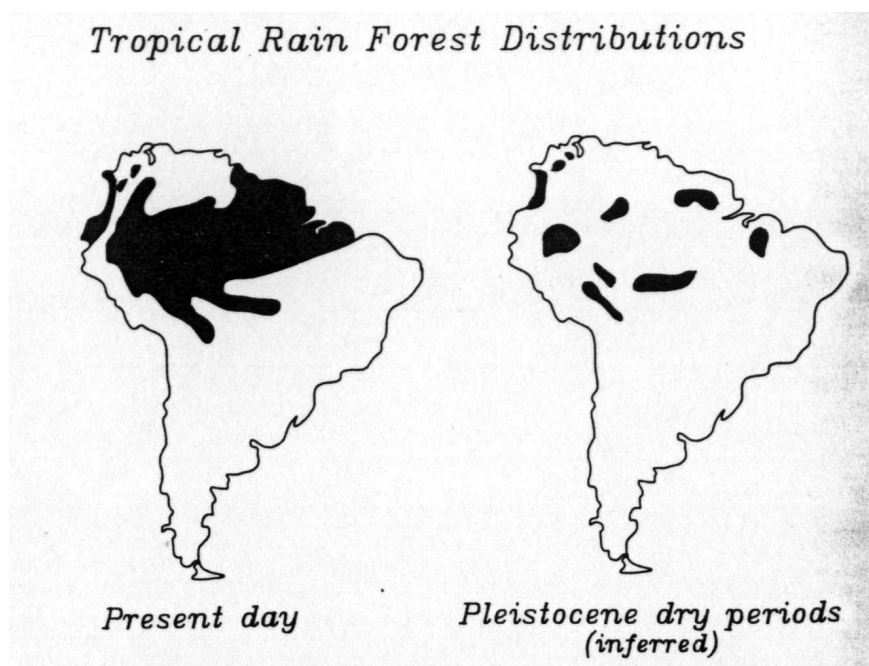 Tropical Rain Forest Distributions
Present day
Pleistocene dry periods
(inferred)